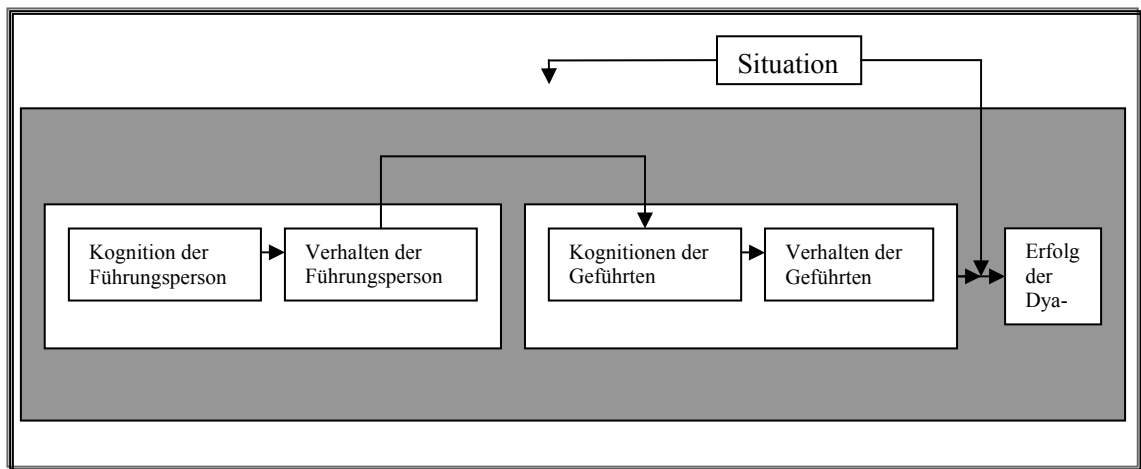 Situation
Kognition der
Führungsperson
Verhalten der
Führungsperson
Kognitionen der
Geführten
Verhalten der
Geführten
Erfolg
der
Dya-